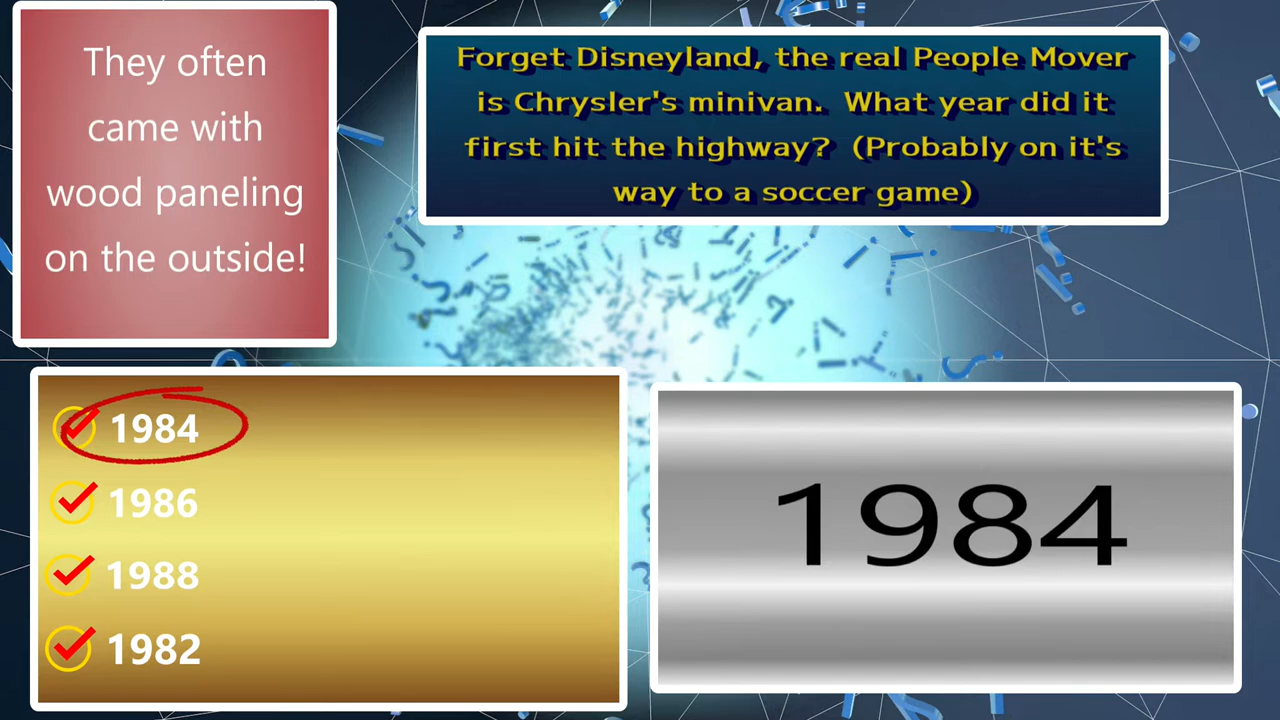 They often
came with
wood paneling
on the outside!
Forget Disneyland, the real People Mover
is Chrysler's minivan. What year did it
first hit the highway? (Probably on it's
way to a soccer game)
1984
1986
1988
1982
1984